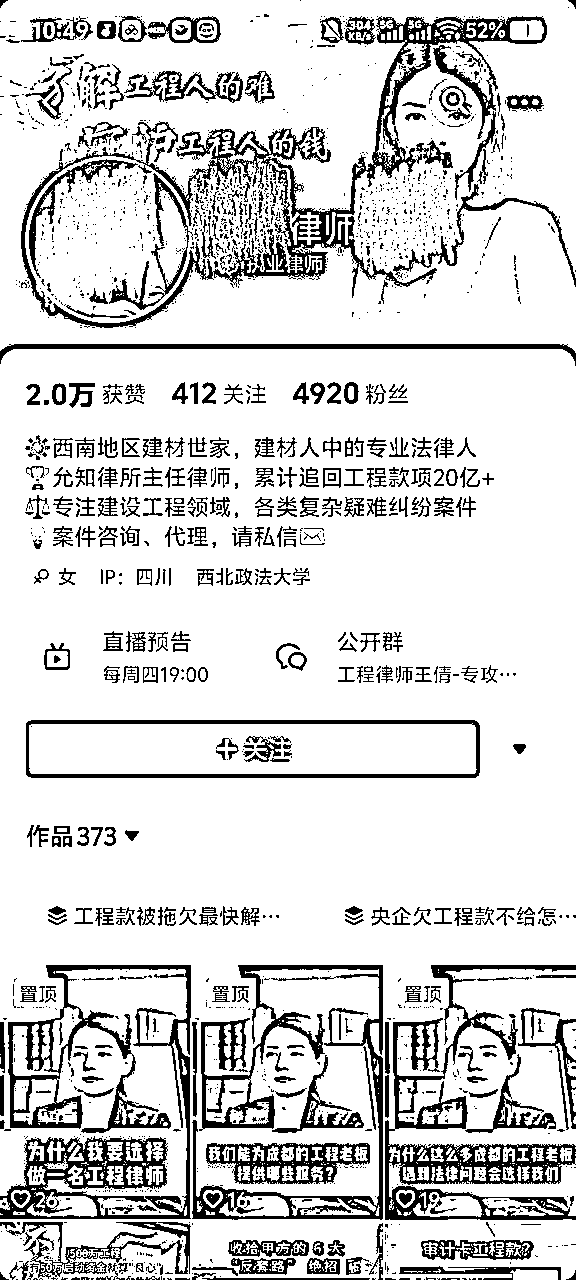 10:49
52%
了解工程人的难
工程人的钱
律师
执业律师
2.0万 获赞 412 关注 4920 粉丝
西南地区建材世家，建材人中的专业法律人
允知律所主任律师，累计追回工程款项20亿+
专注建设工程领域，各类复杂疑难纠纷案件
案件咨询、代理，请私信
女 IP：四川 西北政法大学
直播预告 公开群
每周四19:00 工程律师王倩-专攻…
关注
作品 373
工程款被拖欠最快解… 央企欠工程款不给怎…
置顶 置顶 置顶
为什么我要选择
做一名工程律师
26
我们能为成都的工程老板
提供哪些服务？
16
为什么这么多成都的工程老板
遇到法律问题会选择我们
19
收拾甲方的 6 大
“反套路” 绝招
审计卡工程款？